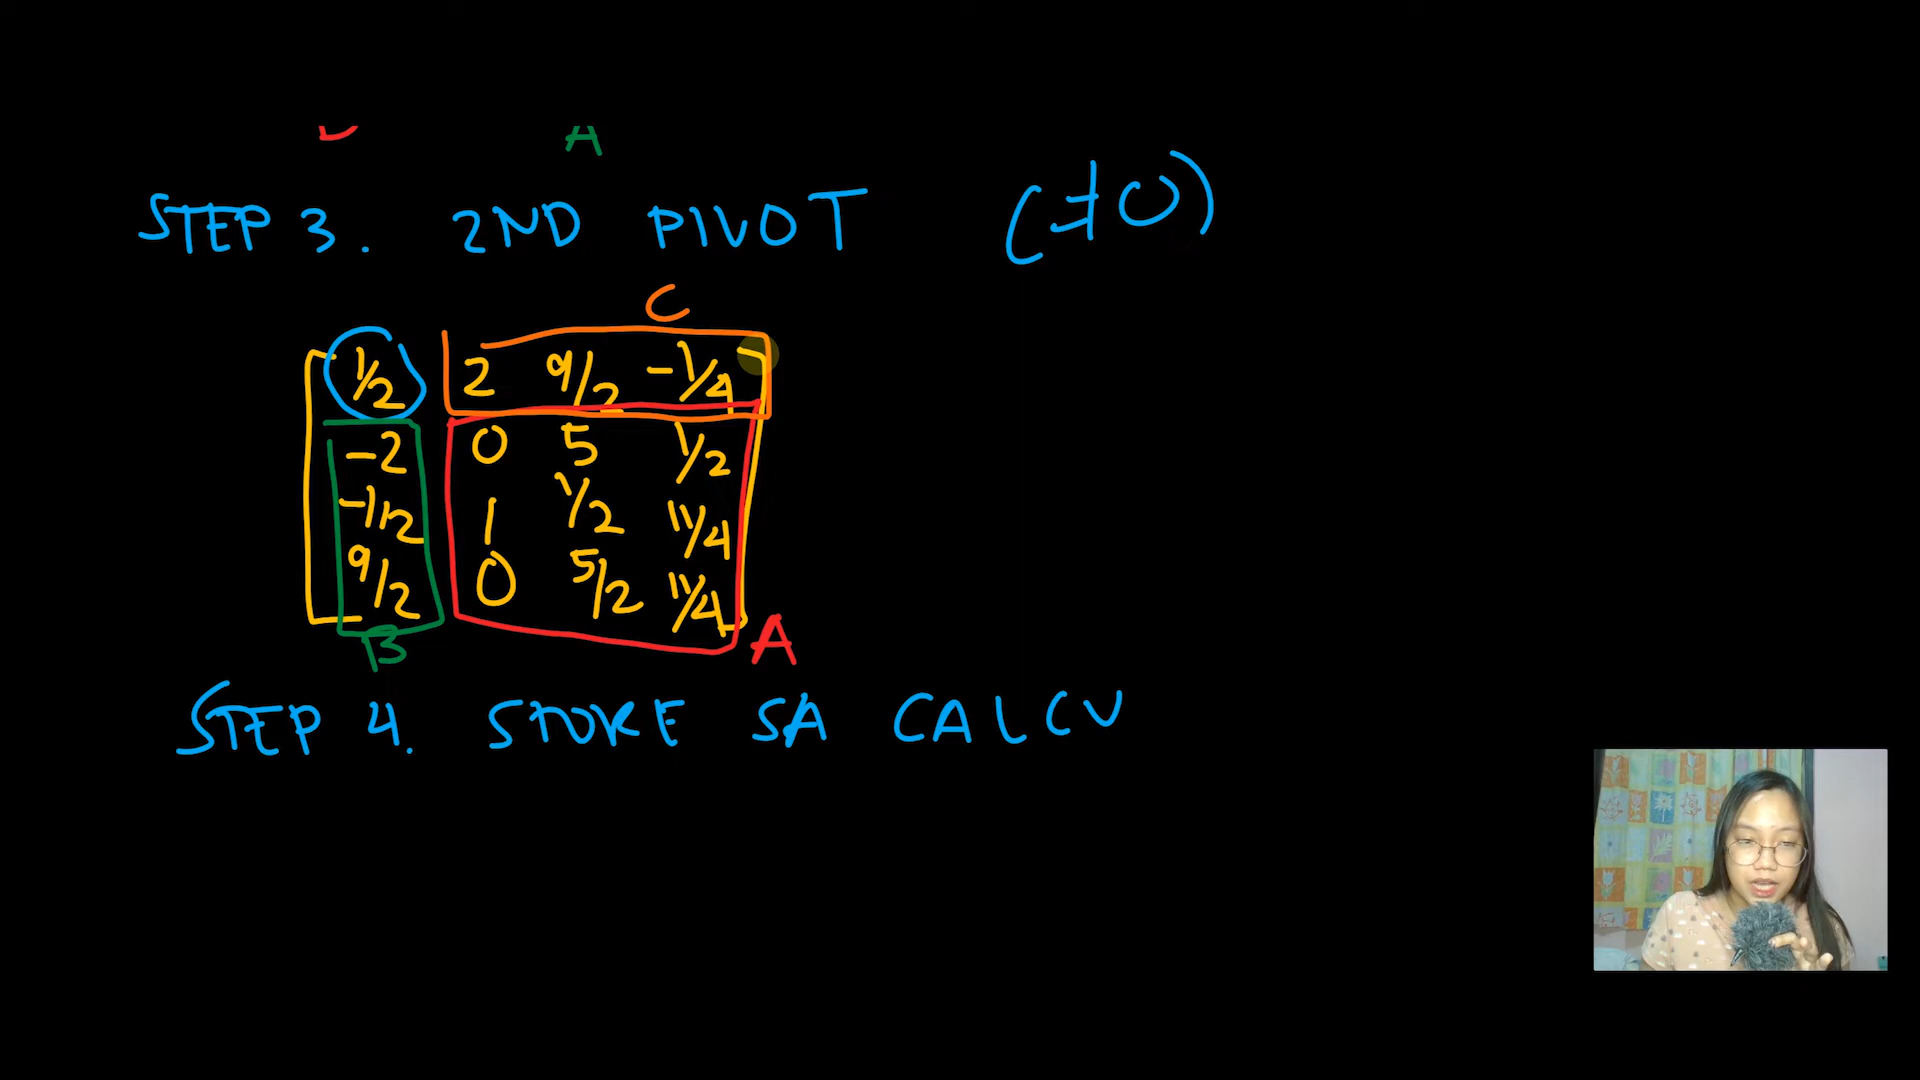 A
STEP 3. 2ND PIVOT (≠0)
C
1/2 2 9/2 -1/4
-2 0 5 1/2
-1/2 1 1/2 11/4
9/2 0 5/2 11/4
B A
STEP 4. STORE SA CALCU